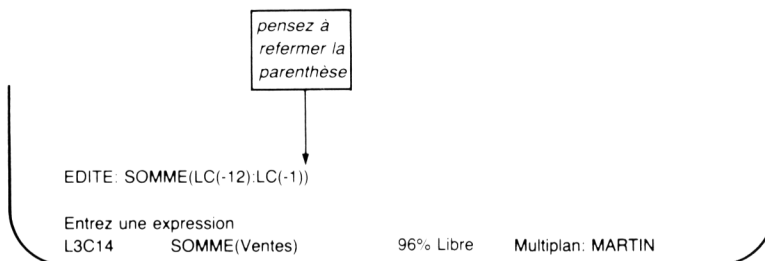 pensez à
refermer la
parenthèse
EDITE: SOMME(LC(-12):LC(-1))
Entrez une expression
L3C14 SOMME(Ventes) 96% Libre Multiplan: MARTIN